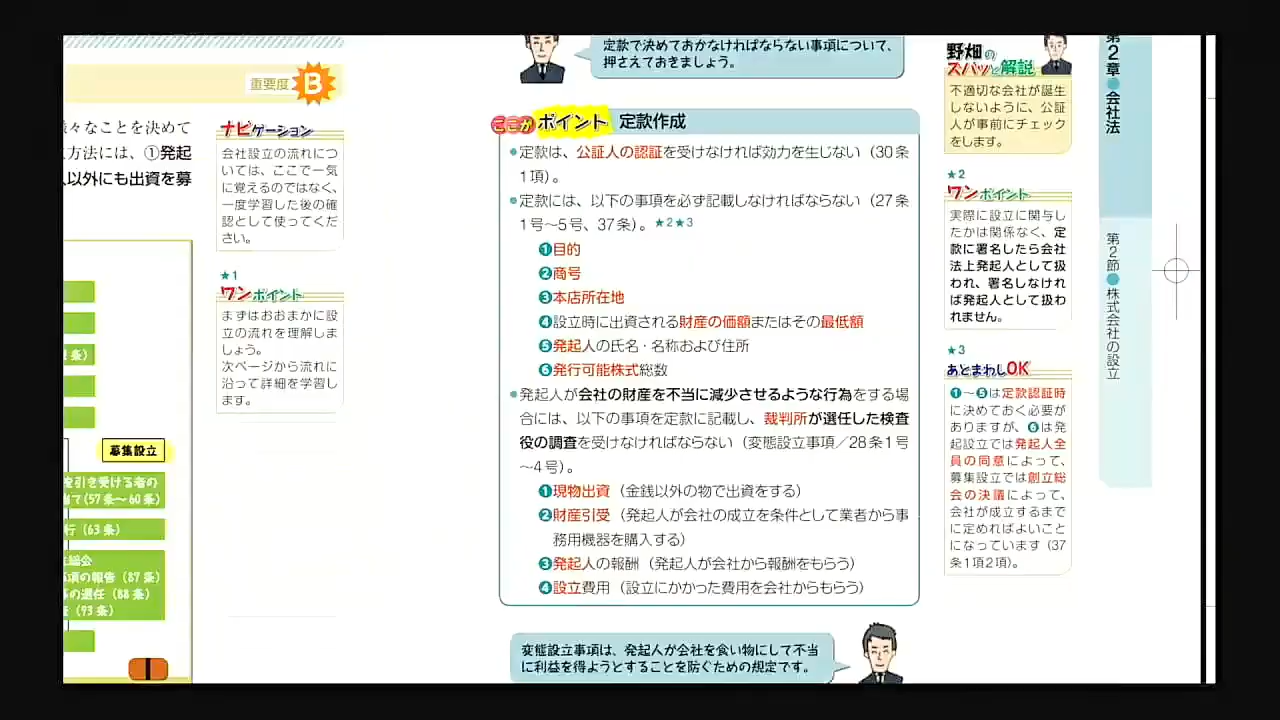 重要度 B
々なことを決めて
方法には、①発起
以外にも出資を募
ナビゲーション
会社設立の流れにつ
いては、ここで一気
に覚えるのではなく、
一度学習した後の確
認として使ってくだ
さい。
★1
ワンポイント
まずはおおまかに設
立の流れを理解しま
しょう。
次ページから流れに
沿って詳細を学習し
ます。
条)
募集設立
を引き受ける者の
て(57条〜60条)
行(63条)
総会
項の報告(87条)
の選任(88条)
(93条)
定款で決めておかなければならない事項について、
押さえておきましょう。
ここがポイント 定款作成
●定款は、公証人の認証を受けなければ効力を生じない(30条
1項)。
●定款には、以下の事項を必ず記載しなければならない(27条
1号〜5号、37条)。★2★3
❶目的
❷商号
❸本店所在地
❹設立時に出資される財産の価額またはその最低額
❺発起人の氏名・名称および住所
❻発行可能株式総数
●発起人が会社の財産を不当に減少させるような行為をする場
合には、以下の事項を定款に記載し、裁判所が選任した検査
役の調査を受けなければならない(変態設立事項/28条1号
〜4号)。
❶現物出資(金銭以外の物で出資をする)
❷財産引受(発起人が会社の成立を条件として業者から事
務用機器を購入する)
❸発起人の報酬(発起人が会社から報酬をもらう)
❹設立費用(設立にかかった費用を会社からもらう)
変態設立事項は、発起人が会社を食い物にして不当
に利益を得ようとすることを防ぐための規定です。
野畑の
ズバッと解説
不適切な会社が誕生
しないように、公証
人が事前にチェック
をします。
★2
ワンポイント
実際に設立に関与し
たかは関係なく、定
款に署名したら会社
法上発起人として扱
われ、署名しなけれ
ば発起人として扱わ
れません。
★3
あとまわしOK
❶〜❺は定款認証時
に決めておく必要が
ありますが、❻は発
起設立では発起人全
員の同意によって、
募集設立では創立総
会の決議によって、
会社が成立するまで
に定めればよいこと
になっています(37
条1項2項)。
第2章●会社法
第2節●株式会社の設立